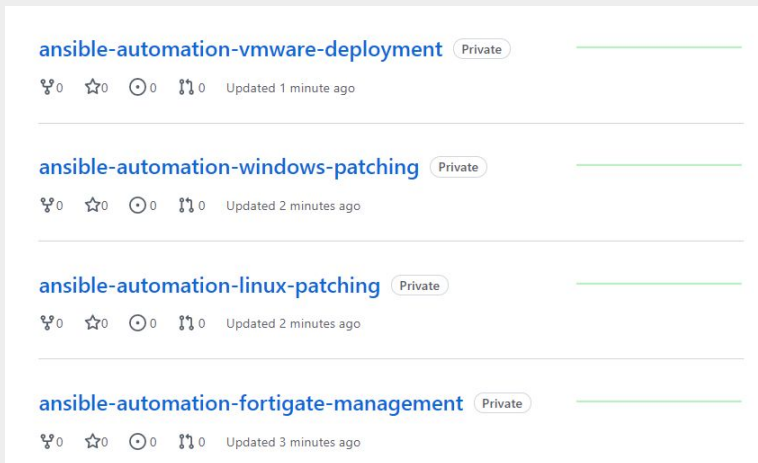 ansible-automation-vmware-deployment Private
0 0 0 0 Updated 1 minute ago
ansible-automation-windows-patching Private
0 0 0 0 Updated 2 minutes ago
ansible-automation-linux-patching Private
0 0 0 0 Updated 2 minutes ago
ansible-automation-fortigate-management Private
0 0 0 0 Updated 3 minutes ago